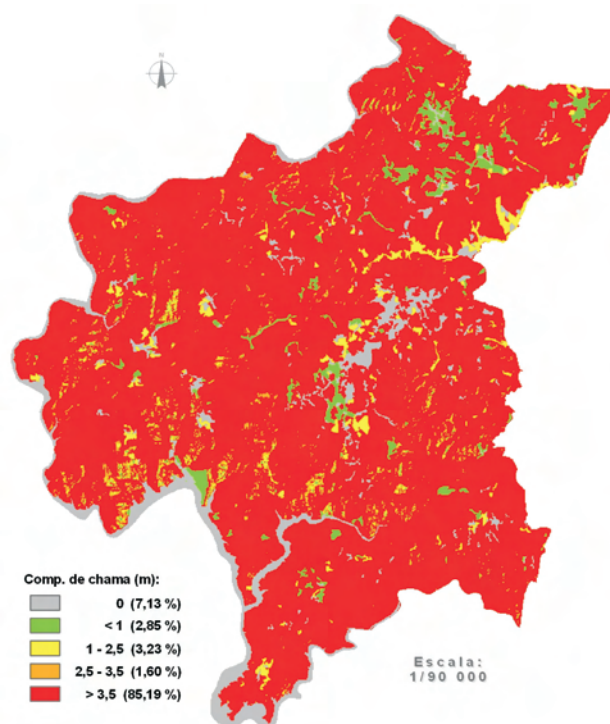 N
Comp. de chama (m):
0 (7,13 %)
< 1 (2,85 %)
1 - 2,5 (3,23 %)
2,5 - 3,5 (1,60 %)
> 3,5 (85,19 %)
Escala:
1/90 000